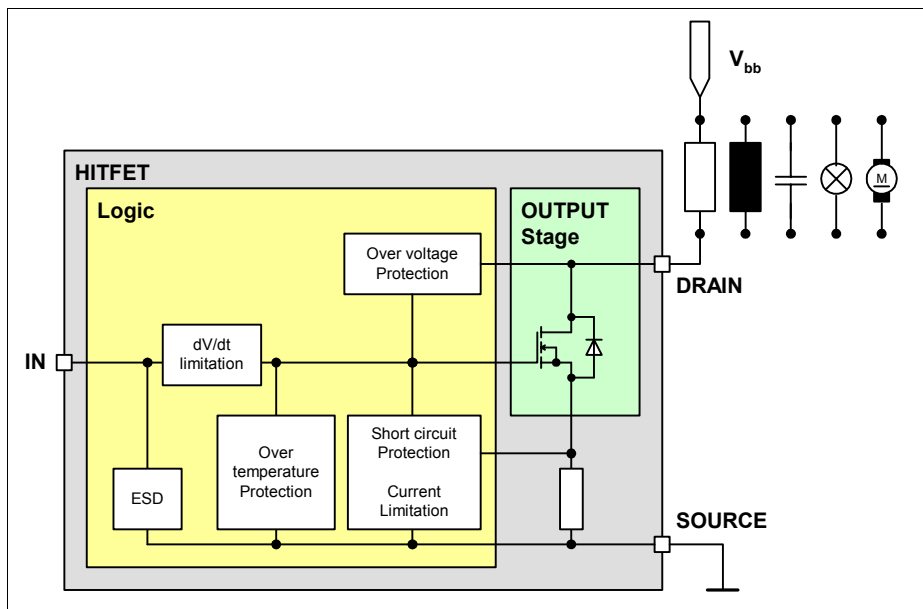 V_bb
HITFET
Logic
OUTPUT
Stage
Over voltage
Protection
DRAIN
M
IN
dV/dt
limitation
Over
temperature
Protection
Short circuit
Protection
Current
Limitation
ESD
SOURCE